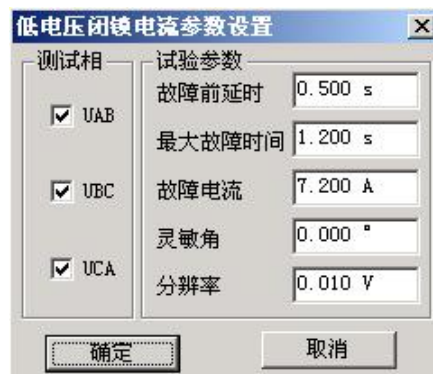 低电压闭镜电流参数设置
测试相
试验参数
UAB
UBC
UCA
故障前延时 0.500 s
最大故障时间 1.200 s
故障电流 7.200 A
灵敏角 0.000 °
分辨率 0.010 V
确定
取消